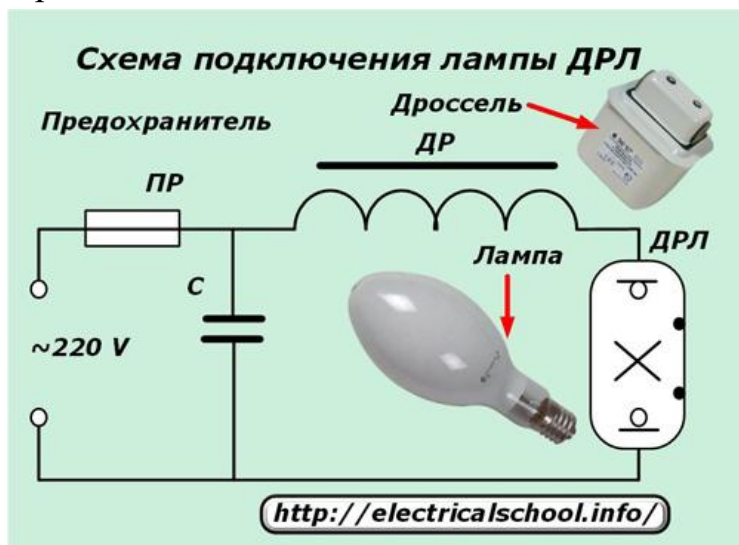 Схема подключения лампы ДРЛ
Дроссель
Предохранитель
ДР
ПР
ДРЛ
Лампа
С
~220 V
http://electricalschool.info/